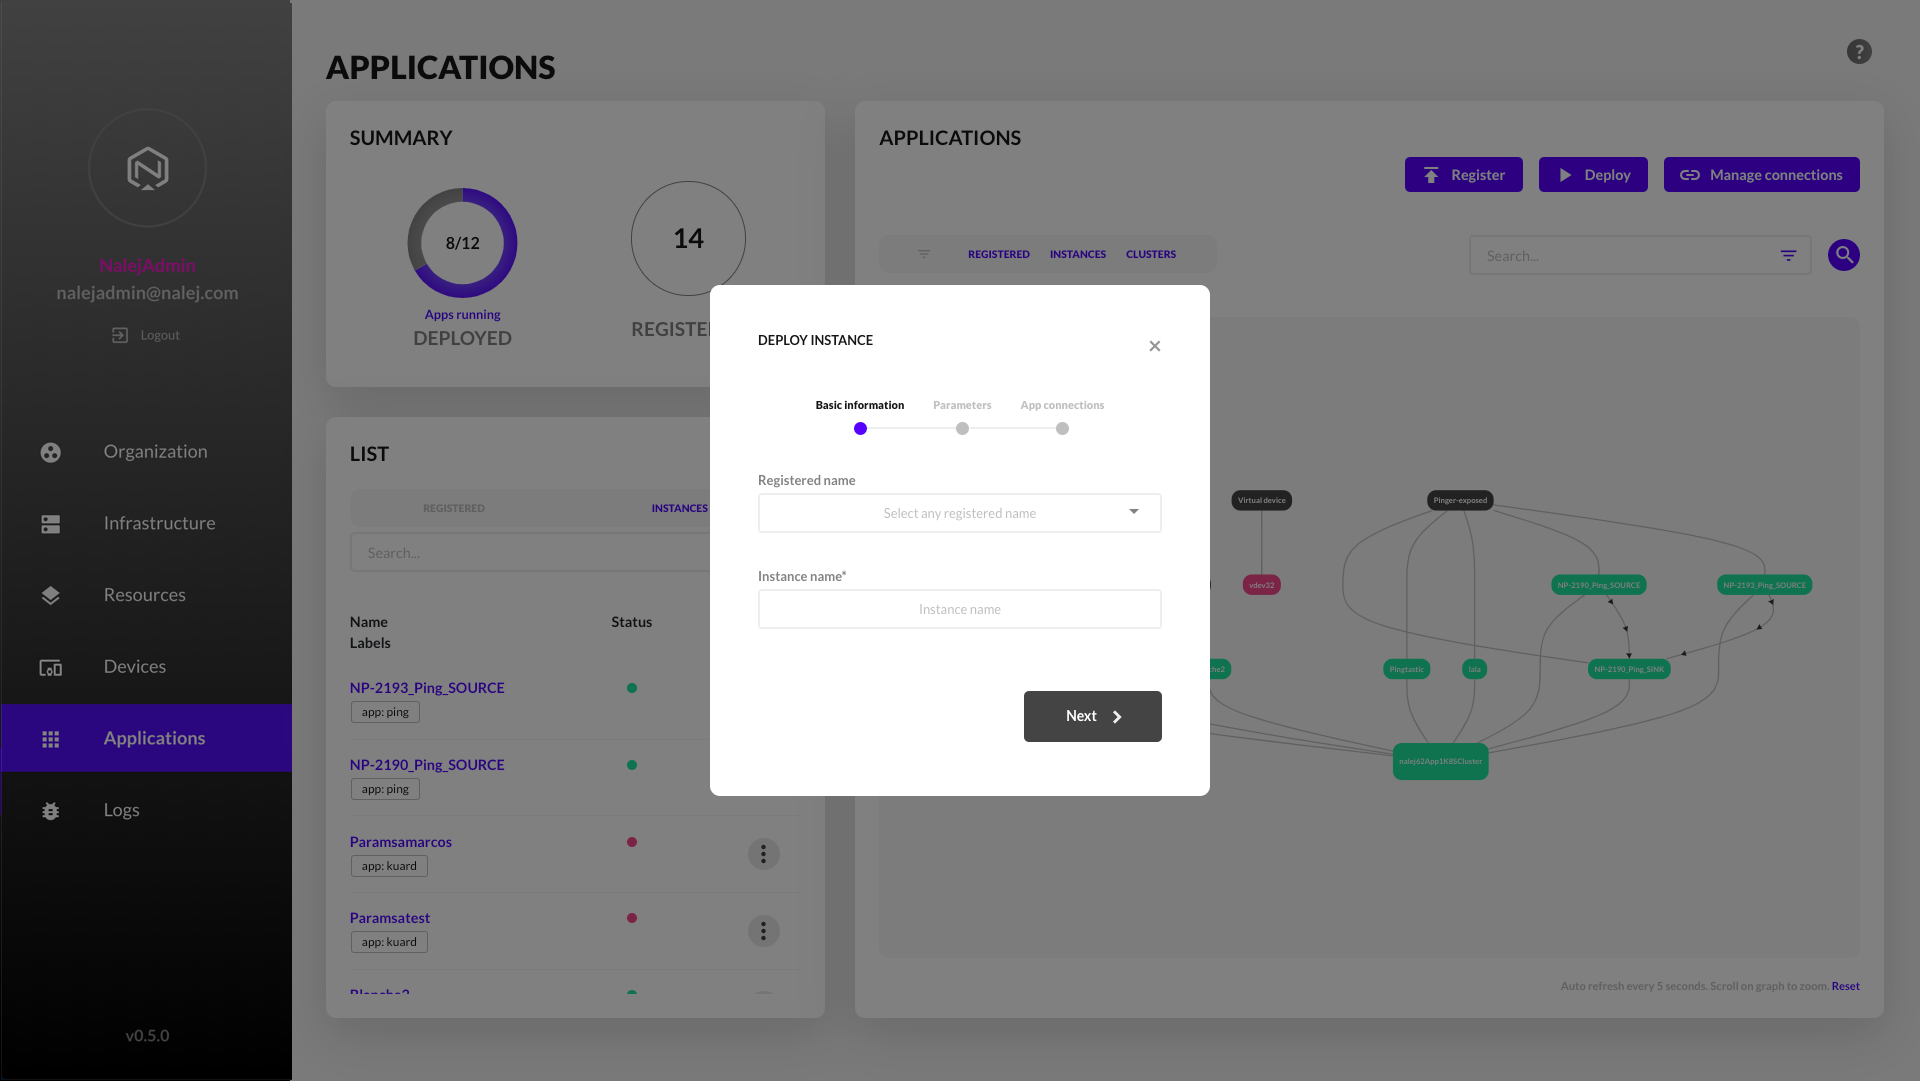 APPLICATIONS
?
NalejAdmin
nalejadmin@nalej.com
Logout
Organization
Infrastructure
Resources
Devices
Applications
Logs
v0.5.0
SUMMARY
8/12
Apps running
DEPLOYED
14
REGISTE
LIST
REGISTERED
INSTANCES
Search...
Name
Labels
Status
NP-2193_Ping_SOURCE
app: ping
NP-2190_Ping_SOURCE
app: ping
Paramsamarcos
app: kuard
Paramsatest
app: kuard
Blanche2
APPLICATIONS
Register
Deploy
Manage connections
REGISTERED
INSTANCES
CLUSTERS
Search...
DEPLOY INSTANCE
×
Basic information
Parameters
App connections
Registered name
Select any registered name
Instance name*
Instance name
Next
Virtual device
Pinger-exposed
vdev32
NP-2190_Ping_SOURCE
NP-2193_Ping_SOURCE
che2
Pingtastic
lala
NP-2190_Ping_SINK
nalej62App1K8SCluster
Auto refresh every 5 seconds. Scroll on graph to zoom. Reset